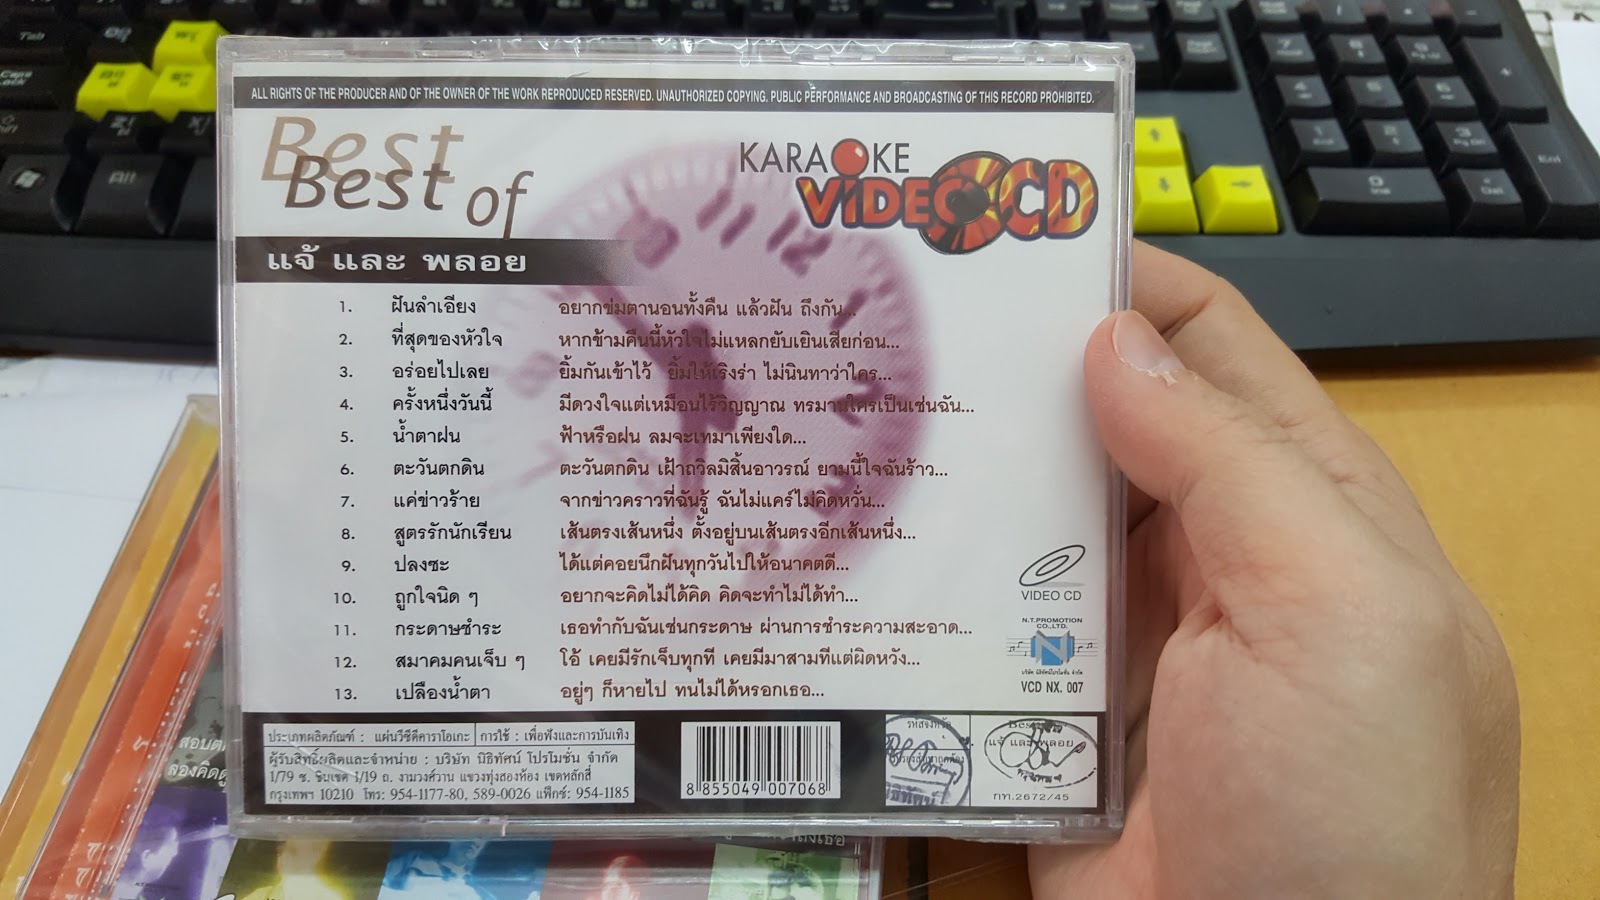 ALL RIGHTS OF THE PRODUCER AND OF THE OWNER OF THE WORK REPRODUCED RESERVED. UNAUTHORIZED COPYING. PUBLIC PERFORMANCE AND BROADCASTING OF THIS RECORD PROHIBITED.
Best
Best of
KARAOKE
VIDEO CD
แจ้ และ พลอย
1. ฝันลำเอียง อยากข่มตานอนทั้งคืน แล้วฝัน ถึงกัน...
2. ที่สุดของหัวใจ หากข้ามคืนนี้หัวใจไม่แหลกยับเยินเสียก่อน...
3. อร่อยไปเลย ยิ้มกันเข้าไว้ ยิ้มให้เริงร่า ไม่นินทาว่าใคร...
4. ครั้งหนึ่งวันนี้ มีดวงใจแต่เหมือนไร้วิญญาณ ทรมานใครเป็นเช่นฉัน...
5. น้ำตาฝน ฟ้าหรือฝน ลมจะเทมาเพียงใด...
6. ตะวันตกดิน ตะวันตกดิน เฝ้าถวิลมิสิ้นอาวรณ์ ยามนี้ใจฉันร้าว...
7. แค่ข่าวร้าย จากข่าวคราวที่ฉันรู้ ฉันไม่แคร์ไม่คิดหวั่น...
8. สูตรรักนักเรียน เส้นตรงเส้นหนึ่ง ตั้งอยู่บนเส้นตรงอีกเส้นหนึ่ง...
9. ปลงซะ ได้แต่คอยนึกฝันทุกวันไปให้อนาคตดี...
10. ถูกใจนิด ๆ อยากจะคิดไม่ได้คิด คิดจะทำไม่ได้ทำ...
11. กระดาษชำระ เธอทำกับฉันเช่นกระดาษ ผ่านการชำระความสะอาด...
12. สมาคมคนเจ็บ ๆ โอ้ เคยมีรักเจ็บทุกที เคยมีมาสามทีแต่ผิดหวัง...
13. เปลืองน้ำตา อยู่ๆ ก็หายไป ทนไม่ได้หรอกเธอ...
VIDEO CD
N.T.PROMOTION
CO.,LTD.
N
บริษัท นิธิทัศน์โปรโมชั่น จำกัด
VCD NX. 007
ประเภทผลิตภัณฑ์ : แผ่นวีซีดีคาราโอเกะ การใช้ : เพื่อฟังและการบันเทิง
ผู้รับสิทธิ์ผลิตและจำหน่าย : บริษัท นิธิทัศน์ โปรโมชั่น จำกัด
1/79 ซ. ชินเขต 1/19 ถ. งามวงศ์วาน แขวงทุ่งสองห้อง เขตหลักสี่
กรุงเทพฯ 10210 โทร: 954-1177-80, 589-0026 แฟ็กซ์: 954-1185
8 855049 007068
แจ้ และ พลอย
กท.2672/45
Tab
Caps
Lock
Alt
7
8
9
4
5
6
1
2
3
0
Ins
Del